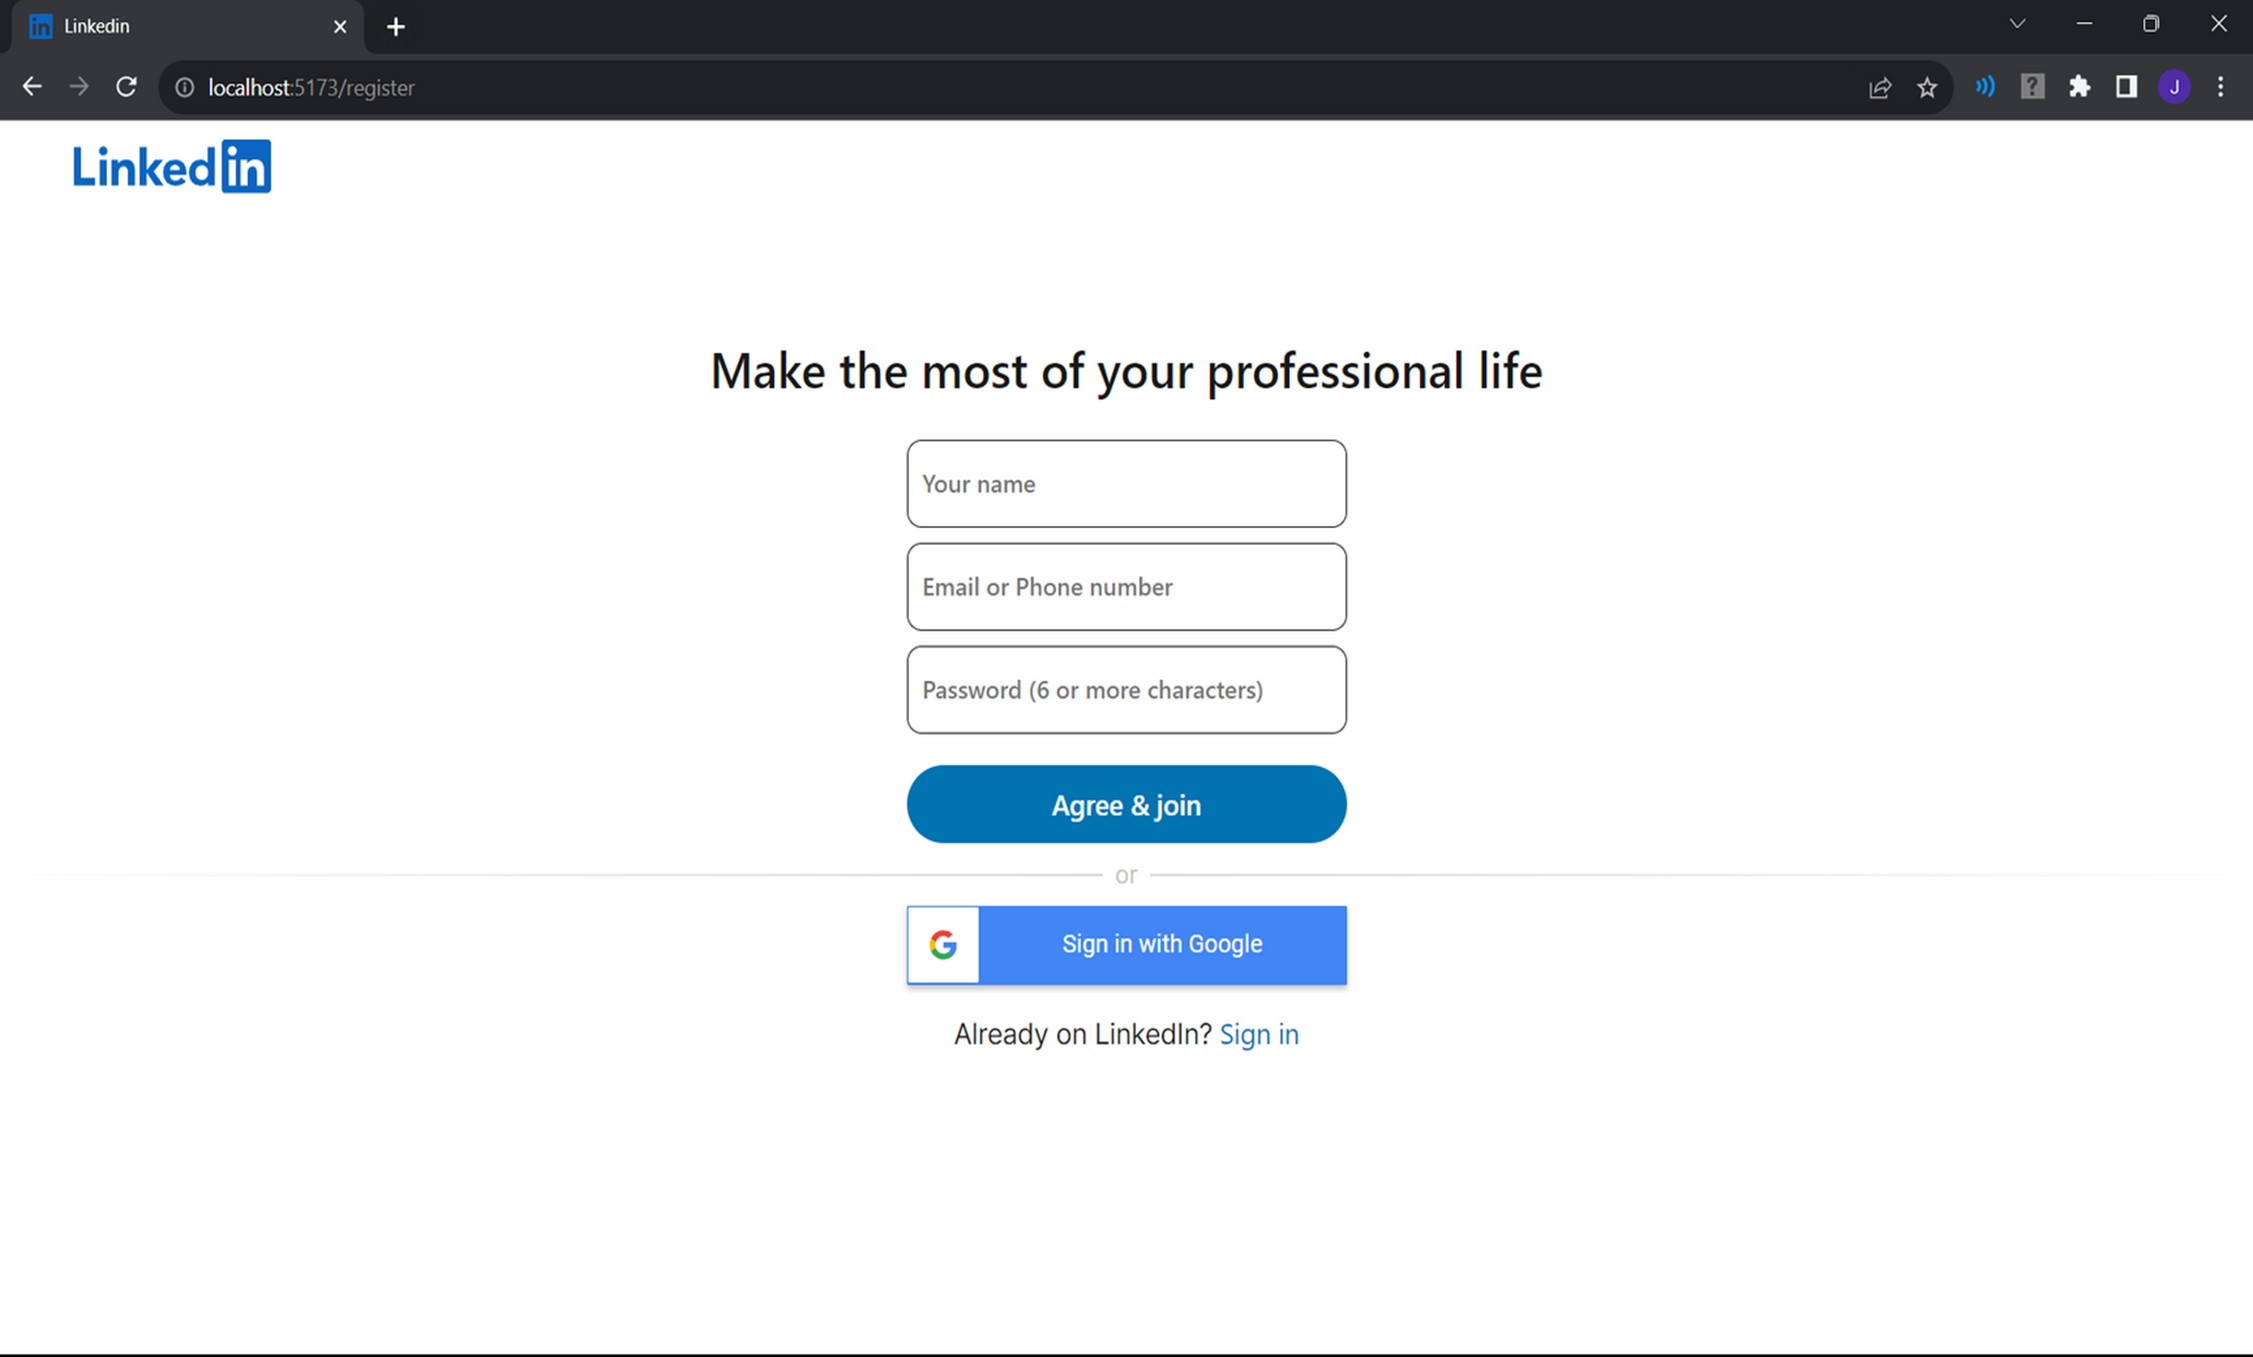 Linkedin
localhost:5173/register
J
Linkedin
Make the most of your professional life
Your name
Email or Phone number
Password (6 or more characters)
Agree & join
or
G Sign in with Google
Already on LinkedIn? Sign in